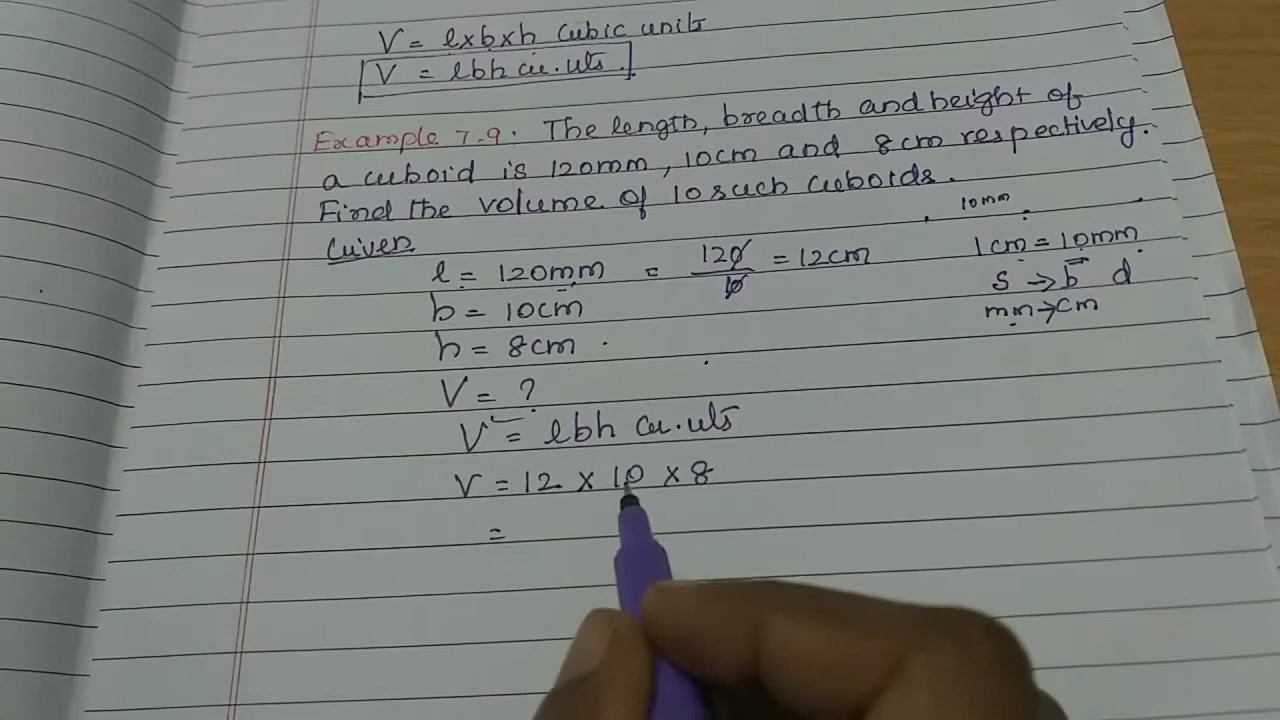 V = l×b×h cubic units
V = lbh cu.uts.
Example 7.9. The length, breadth and height of
a cuboid is 120mm, 10cm and 8cm respectively.
Find the volume of 10 such cuboids.
Given
10mm
l = 120mm = 120/10 = 12cm
1cm = 10mm
b = 10cm
s → b d
h = 8cm
mm → cm
V = ?
V = lbh cu.uts
V = 12 × 10 × 8
=